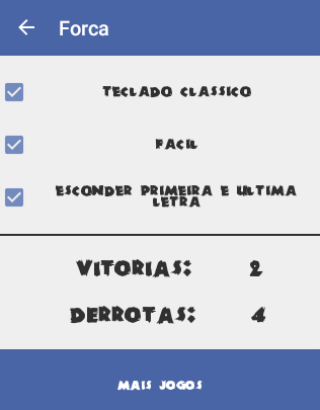 Forca
TECLADO CLASSICO
FACIL
ESCONDER PRIMEIRA E ULTIMA
LETRA
VITORIAS: 2
DERROTAS: 4
MAIS JOGOS